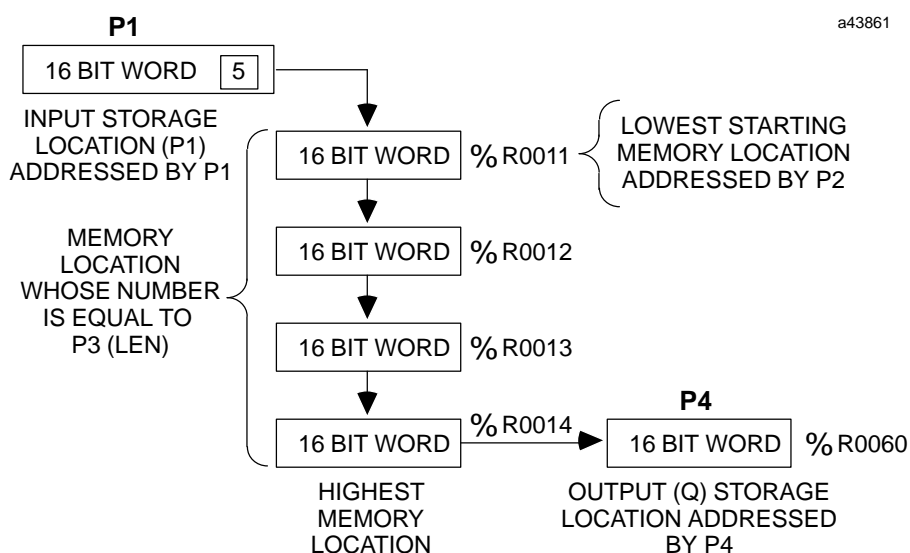 P1
a43861
16 BIT WORD 5
INPUT STORAGE
LOCATION (P1)
ADDRESSED BY P1
16 BIT WORD % R0011
LOWEST STARTING
MEMORY LOCATION
ADDRESSED BY P2
MEMORY
LOCATION
WHOSE NUMBER
IS EQUAL TO
P3 (LEN)
16 BIT WORD % R0012
16 BIT WORD % R0013
16 BIT WORD % R0014
HIGHEST
MEMORY
LOCATION
P4
16 BIT WORD % R0060
OUTPUT (Q) STORAGE
LOCATION ADDRESSED
BY P4